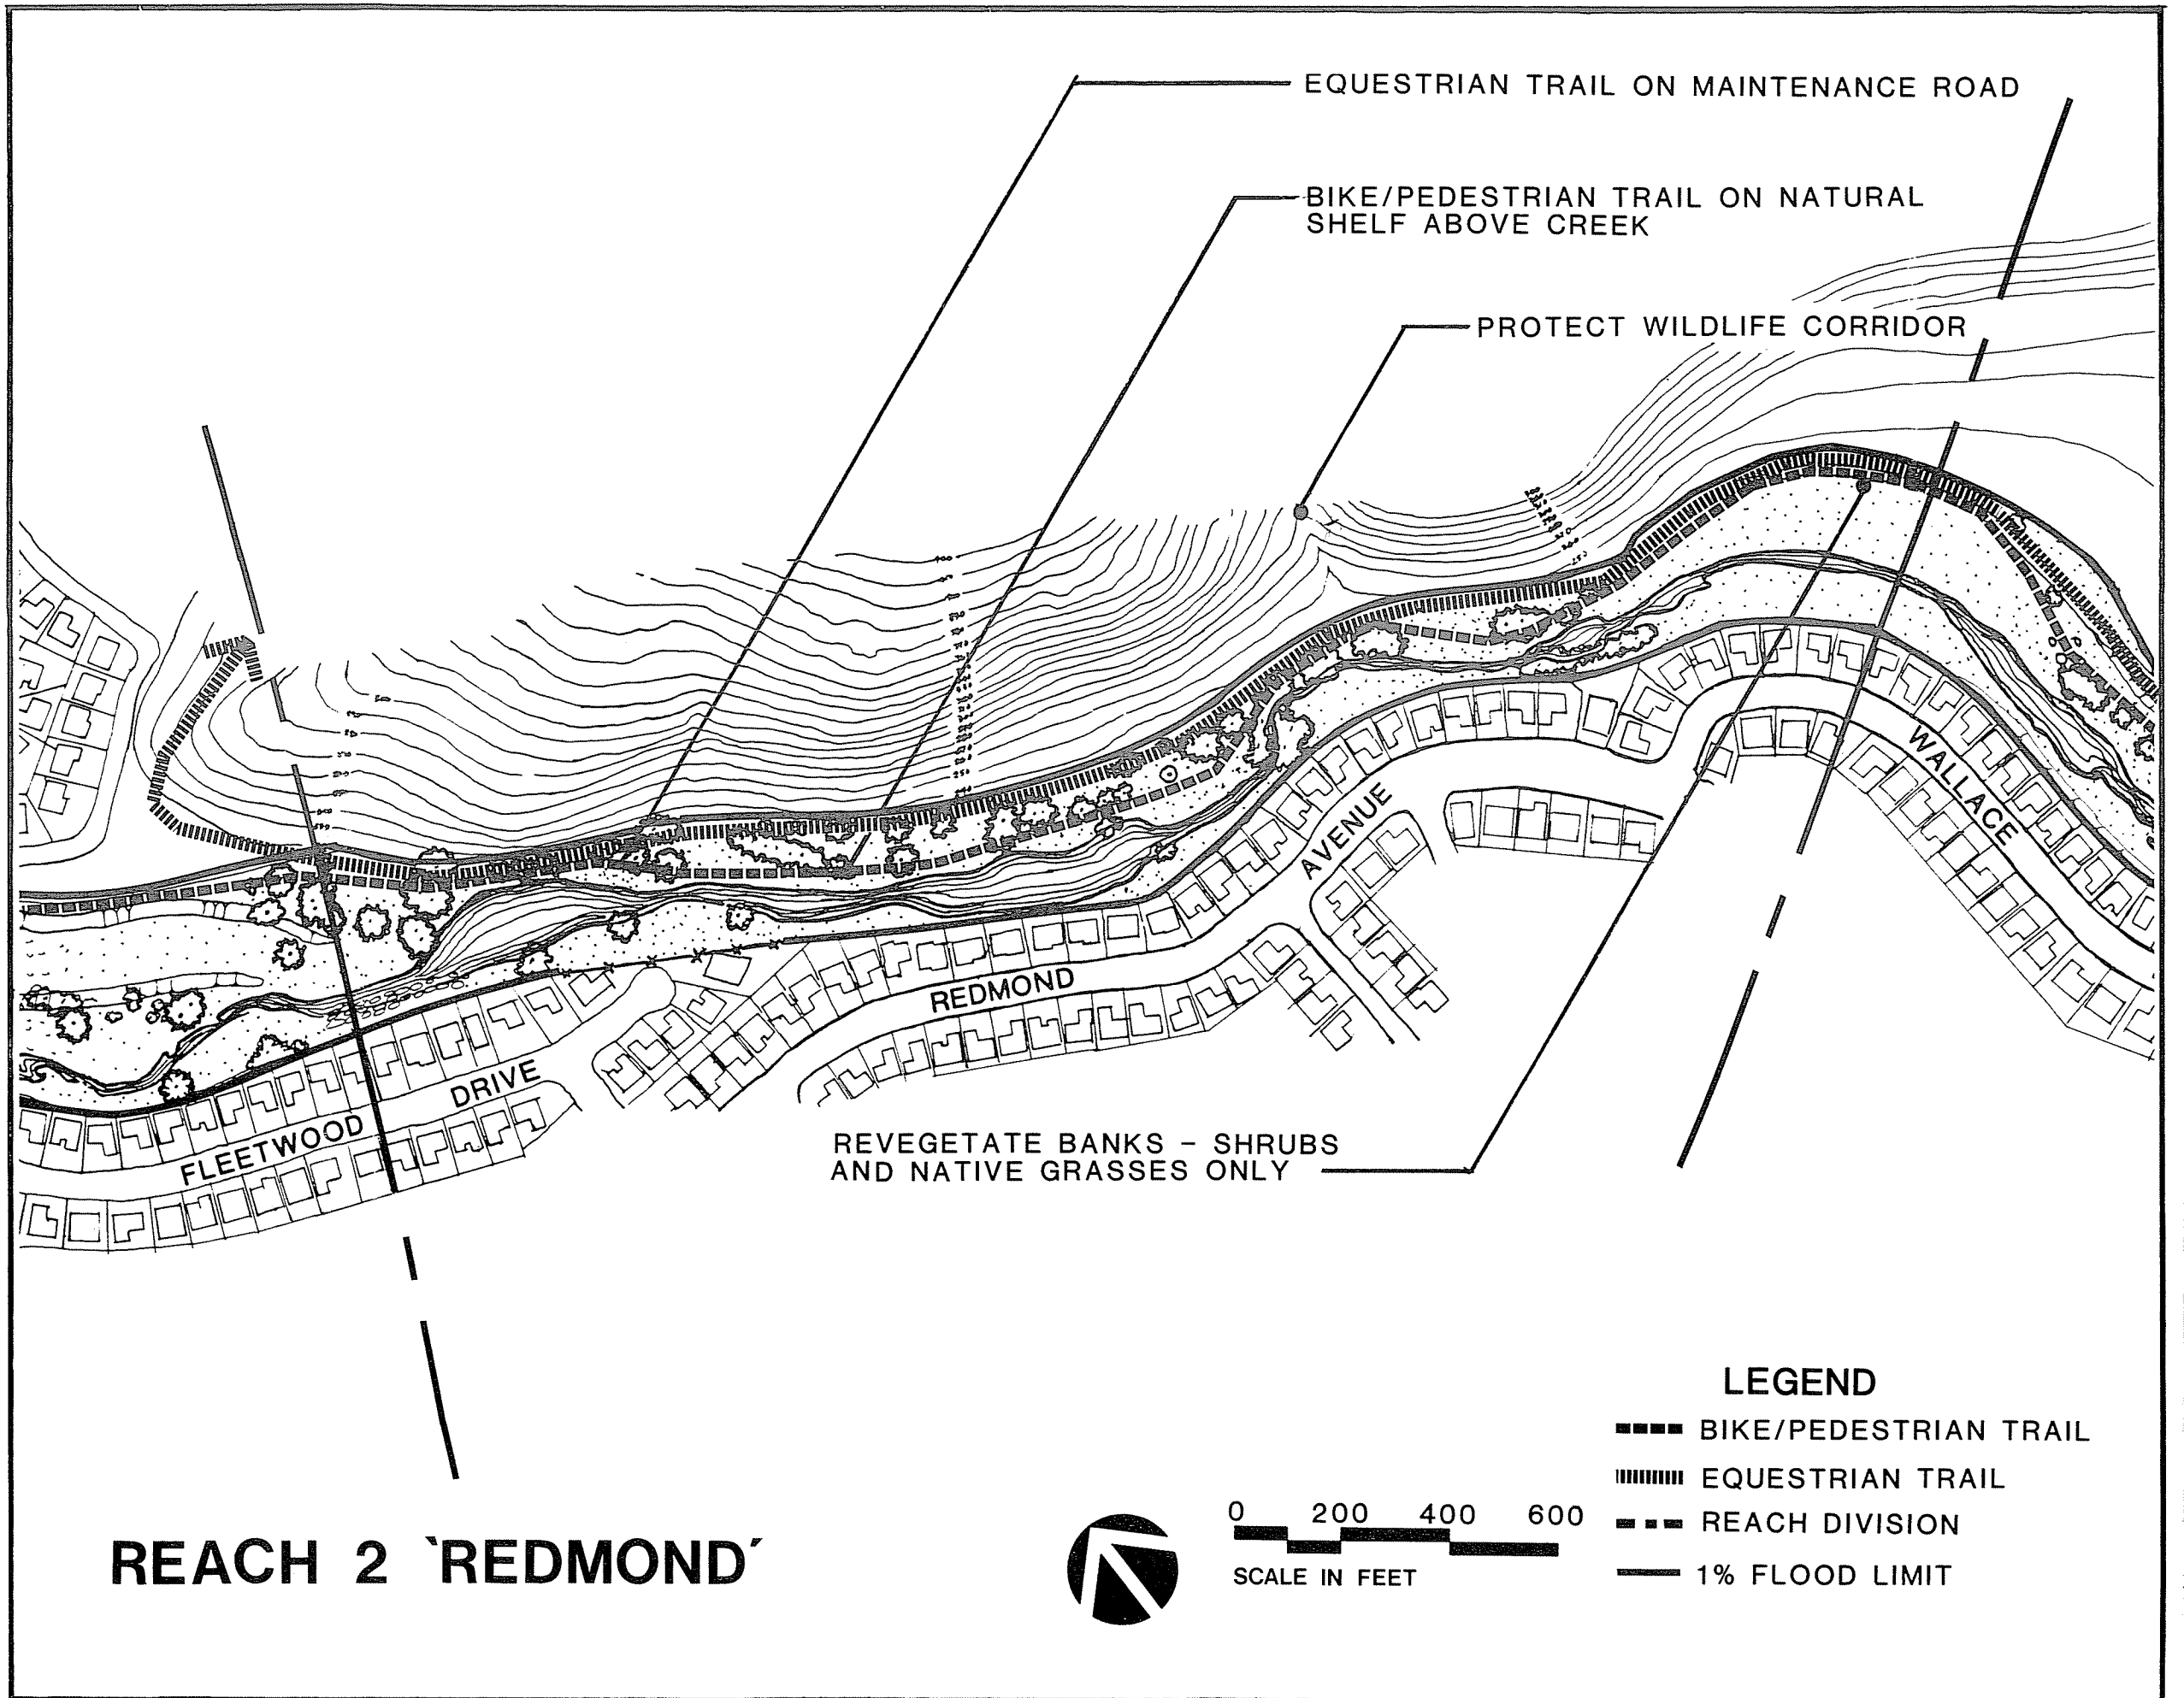 EQUESTRIAN TRAIL ON MAINTENANCE ROAD
BIKE/PEDESTRIAN TRAIL ON NATURAL
SHELF ABOVE CREEK
PROTECT WILDLIFE CORRIDOR
WALLACE
AVENUE
REDMOND
DRIVE
FLEETWOOD
REVEGETATE BANKS – SHRUBS
AND NATIVE GRASSES ONLY
LEGEND
BIKE/PEDESTRIAN TRAIL
EQUESTRIAN TRAIL
REACH DIVISION
1% FLOOD LIMIT
0 200 400 600
SCALE IN FEET
REACH 2 ‵REDMOND′